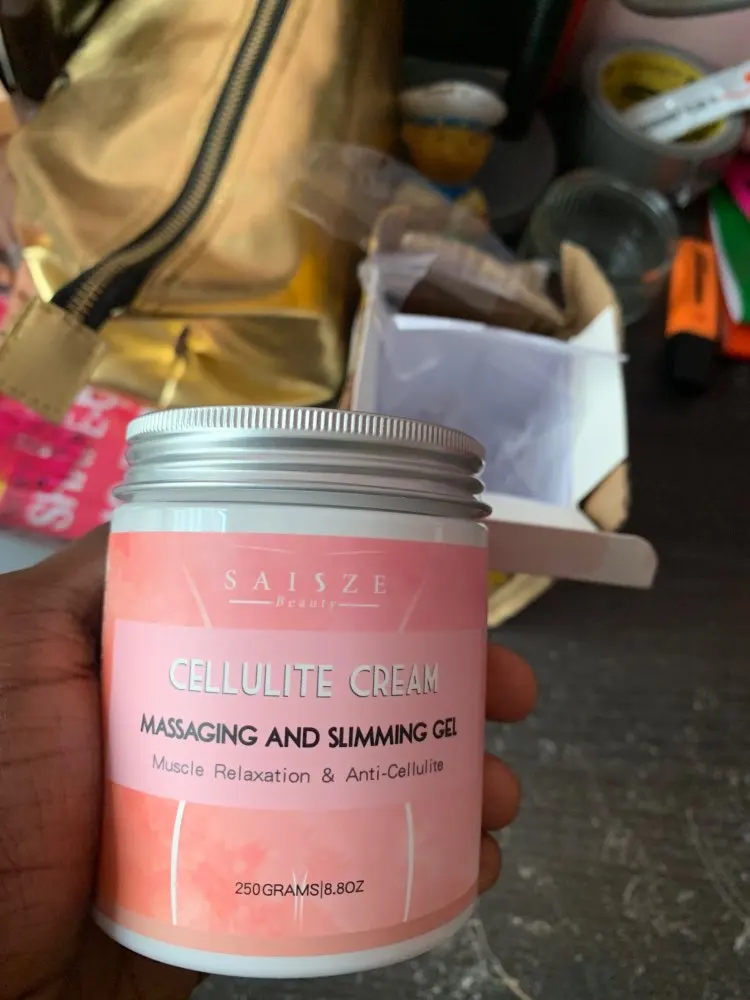 SAISZE
Beauty
CELLULITE CREAM
MASSAGING AND SLIMMING GEL
Muscle Relaxation & Anti-Cellulite
250GRAMS|8.8OZ